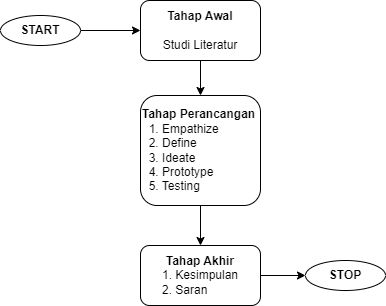 START
Tahap Awal
Studi Literatur
Tahap Perancangan
1. Empathize
2. Define
3. Ideate
4. Prototype
5. Testing
Tahap Akhir
1. Kesimpulan
2. Saran
STOP